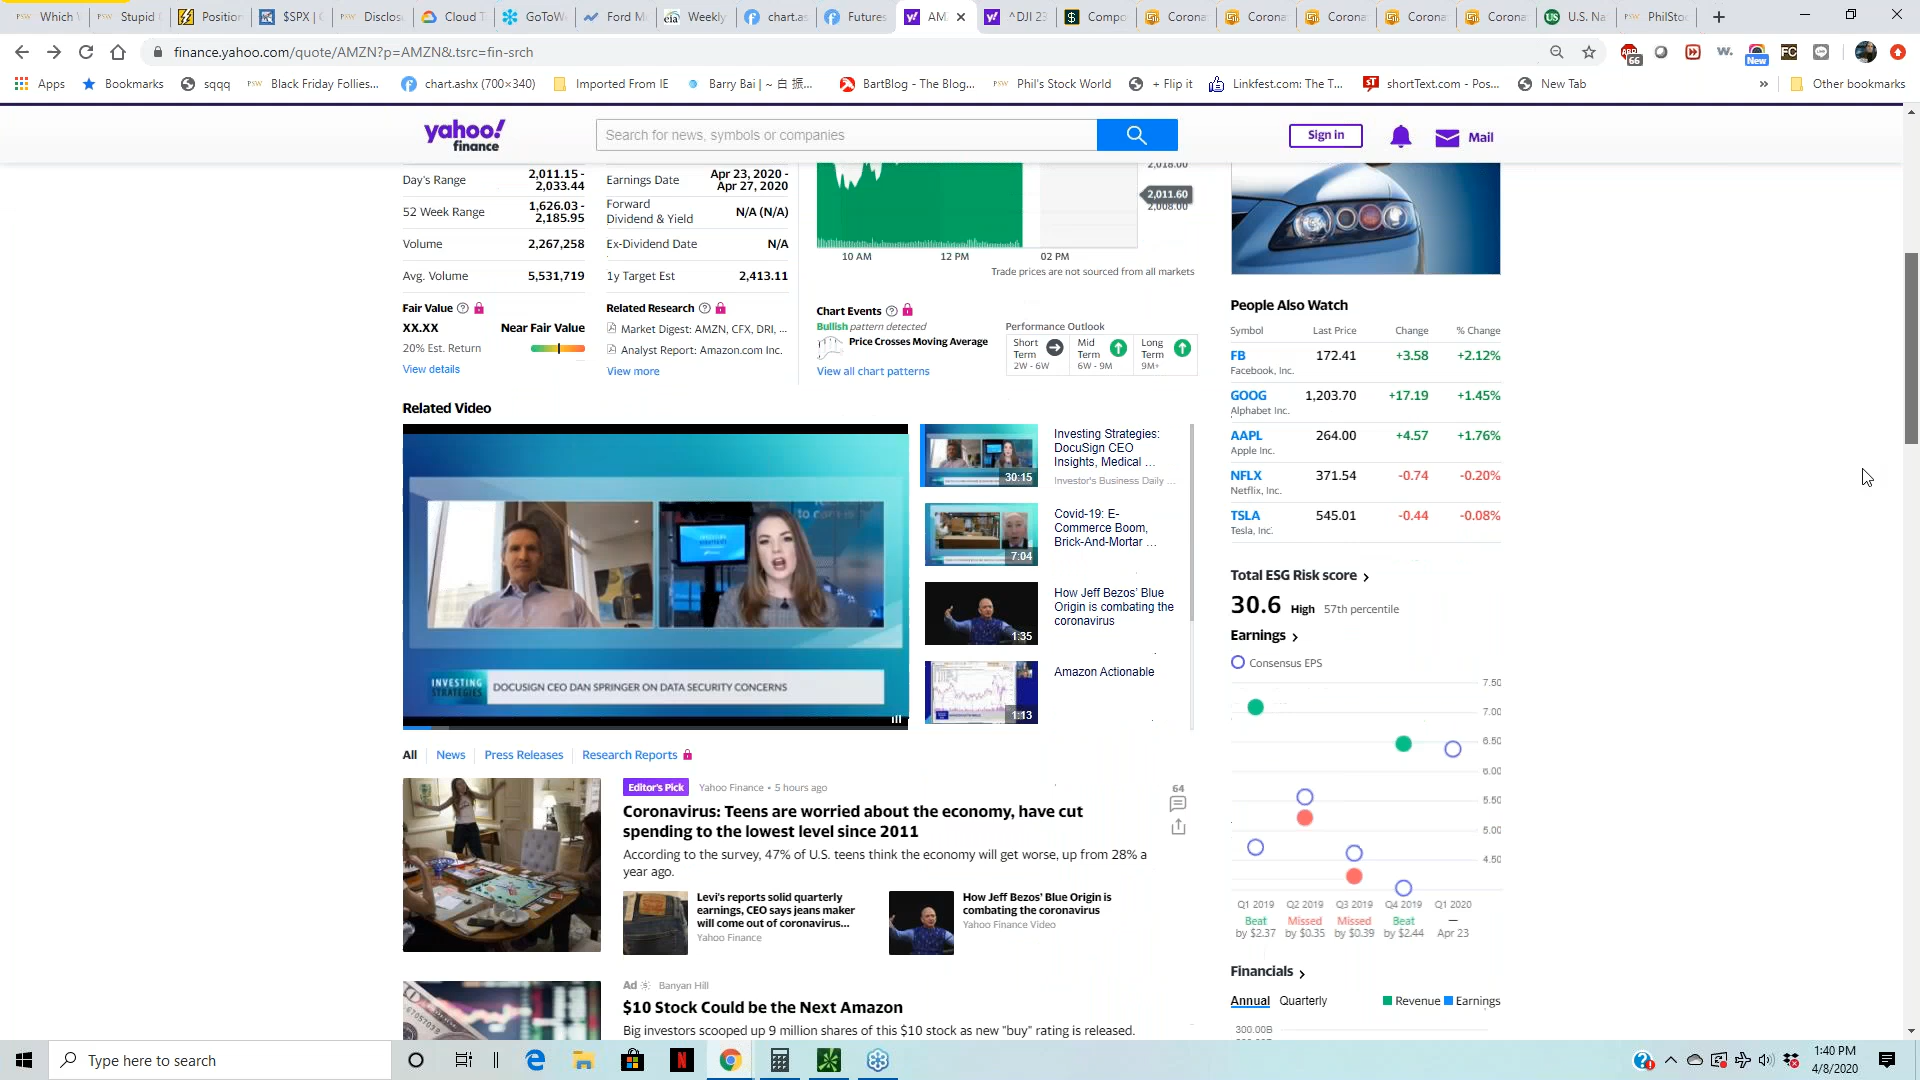 Which
Stupid
Position
$SPX | (
Disclos
Cloud T
GoToW
Ford M
Weekly
chart.as
Futures
AM
^DJI 23
Compo
Corona
Corona
Corona
Corona
Corona
U.S. Na
PhilSto
finance.yahoo.com/quote/AMZN?p=AMZN&.tsrc=fin-srch
66
New
Apps
Bookmarks
sqqq
Black Friday Follies...
chart.ashx (700×340)
Imported From IE
Barry Bai | ~ 白 振...
BartBlog - The Blog...
Phil's Stock World
+ Flip it
Linkfest.com: The T...
shortText.com - Pos...
New Tab
Other bookmarks
yahoo!
finance
Search for news, symbols or companies
Sign in
Mail
Day's Range
2,011.15 -
2,033.44
52 Week Range
1,626.03 -
2,185.95
Volume
2,267,258
Avg. Volume
5,531,719
Earnings Date
Apr 23, 2020 -
Apr 27, 2020
Forward
Dividend & Yield
N/A (N/A)
Ex-Dividend Date
N/A
1y Target Est
2,413.11
2,018.00
2,011.60
2,008.00
10 AM
12 PM
02 PM
Trade prices are not sourced from all markets
Fair Value
XX.XX
Near Fair Value
20% Est. Return
View details
Related Research
Market Digest: AMZN, CFX, DRI, ...
Analyst Report: Amazon.com Inc.
View more
Chart Events
Bullish pattern detected
Price Crosses Moving Average
View all chart patterns
Performance Outlook
Short
Term
2W - 6W
Mid
Term
6W - 9M
Long
Term
9M+
Related Video
INVESTING
STRATEGIES
DOCUSIGN CEO DAN SPRINGER ON DATA SECURITY CONCERNS
30:15
Investing Strategies:
DocuSign CEO
Insights, Medical ...
Investor's Business Daily ...
7:04
Covid-19: E-
Commerce Boom,
Brick-And-Mortar ...
1:35
How Jeff Bezos' Blue
Origin is combating the
coronavirus
1:13
Amazon Actionable
All
News
Press Releases
Research Reports
Editor's Pick
Yahoo Finance • 5 hours ago
Coronavirus: Teens are worried about the economy, have cut
spending to the lowest level since 2011
According to the survey, 47% of U.S. teens think the economy will get worse, up from 28% a
year ago.
64
Levi's reports solid quarterly
earnings, CEO says jeans maker
will come out of coronavirus...
Yahoo Finance
How Jeff Bezos' Blue Origin is
combating the coronavirus
Yahoo Finance Video
Ad
Banyan Hill
$10 Stock Could be the Next Amazon
Big investors scooped up 9 million shares of this $10 stock as new "buy" rating is released.
People Also Watch
Symbol
Last Price
Change
% Change
FB
172.41
+3.58
+2.12%
Facebook, Inc.
GOOG
1,203.70
+17.19
+1.45%
Alphabet Inc.
AAPL
264.00
+4.57
+1.76%
Apple Inc.
NFLX
371.54
-0.74
-0.20%
Netflix, Inc.
TSLA
545.01
-0.44
-0.08%
Tesla, Inc.
Total ESG Risk score
30.6 High 57th percentile
Earnings
Consensus EPS
7.50
7.00
6.50
6.00
5.50
5.00
4.50
Q1 2019
Q2 2019
Q3 2019
Q4 2019
Q1 2020
Beat
Missed
Missed
Beat
—
by $2.37
by $0.35
by $0.39
by $2.44
Apr 23
Financials
Annual
Quarterly
Revenue
Earnings
300.00B
Type here to search
1:40 PM
4/8/2020